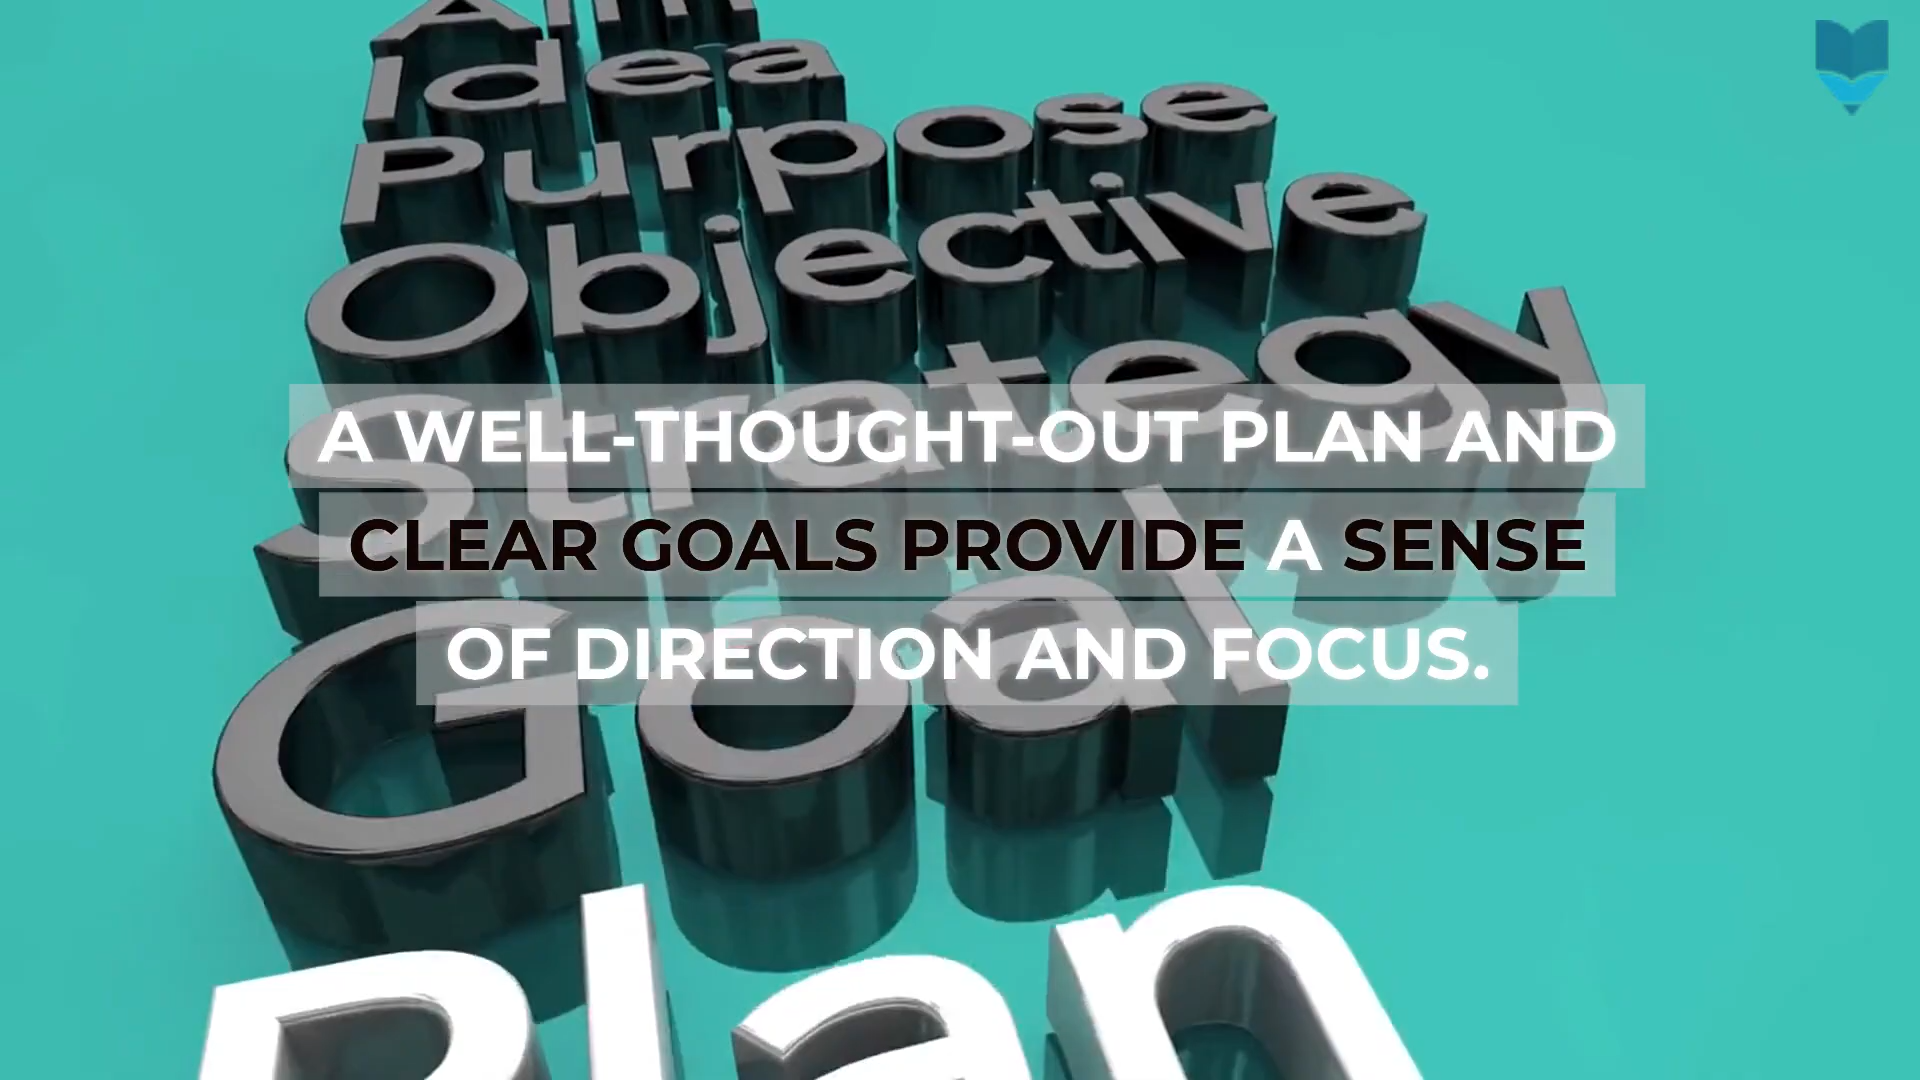 Aim
Idea
Purpose
Objective
Strategy
A WELL-THOUGHT-OUT PLAN AND
CLEAR GOALS PROVIDE A SENSE
OF DIRECTION AND FOCUS.
Goal
Plan